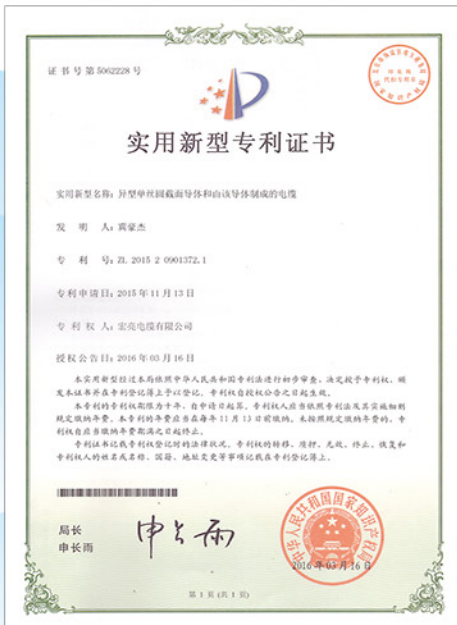 证书号第5062228号
实用新型专利证书
实用新型名称：异型单丝圆截面导体和由该导体制成的电缆
发 明 人：冀豪杰
专 利 号：ZL 2015 2 0901372.1
专利申请日：2015年11月13日
专 利 权 人：宏亮电缆有限公司
授权公告日：2016年03月16日
本实用新型经过本局依照中华人民共和国专利法进行初步审查，决定授予专利权，颁
发本证书并在专利登记簿上予以登记。专利权自授权公告之日起生效。
本专利的专利权期限为十年，自申请日起算。专利权人应当依照专利法及其实施细则
规定缴纳年费。本专利的年费应当在每年11月13日前缴纳。未按照规定缴纳年费的，专
利权自应当缴纳年费期满之日起终止。
专利证书记载专利权登记时的法律状况。专利权的转移、质押、无效、终止、恢复和
专利权人的姓名或名称、国籍、地址变更等事项记载在专利登记簿上。
局长
申长雨
申长雨
中华人民共和国国家知识产权局
2016年03月16日
第1页(共1页)